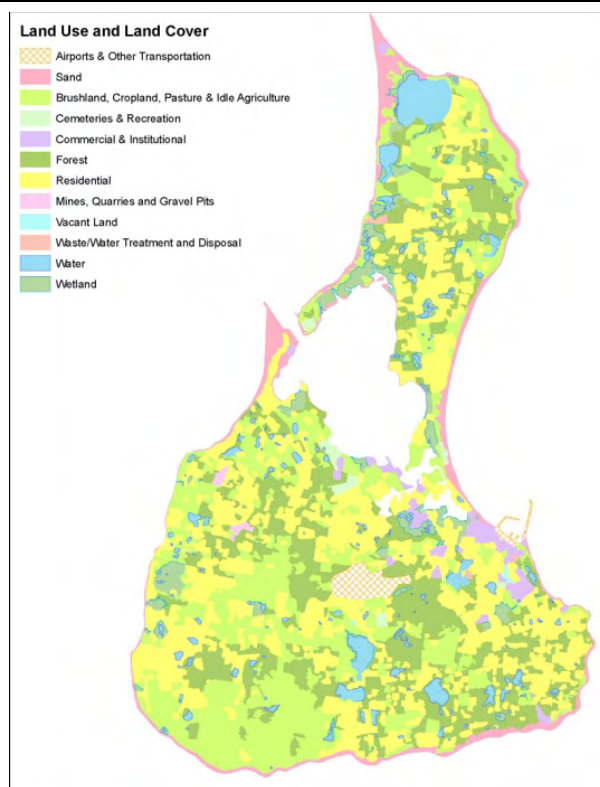 Land Use and Land Cover
Airports & Other Transportation
Sand
Brushland, Cropland, Pasture & Idle Agriculture
Cemeteries & Recreation
Commercial & Institutional
Forest
Residential
Mines, Quarries and Gravel Pits
Vacant Land
Waste/Water Treatment and Disposal
Water
Wetland